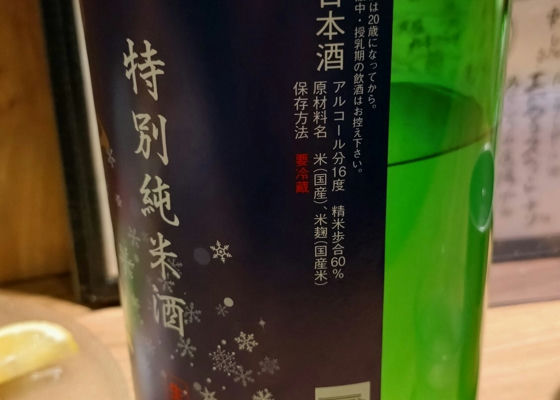 は20歳になってから。
中・授乳期の飲酒はお控え下さい。
日本酒
アルコール分16度 精米歩合60%
原材料名 米(国産)、米麹(国産米)
保存方法 要冷蔵
特別純米酒